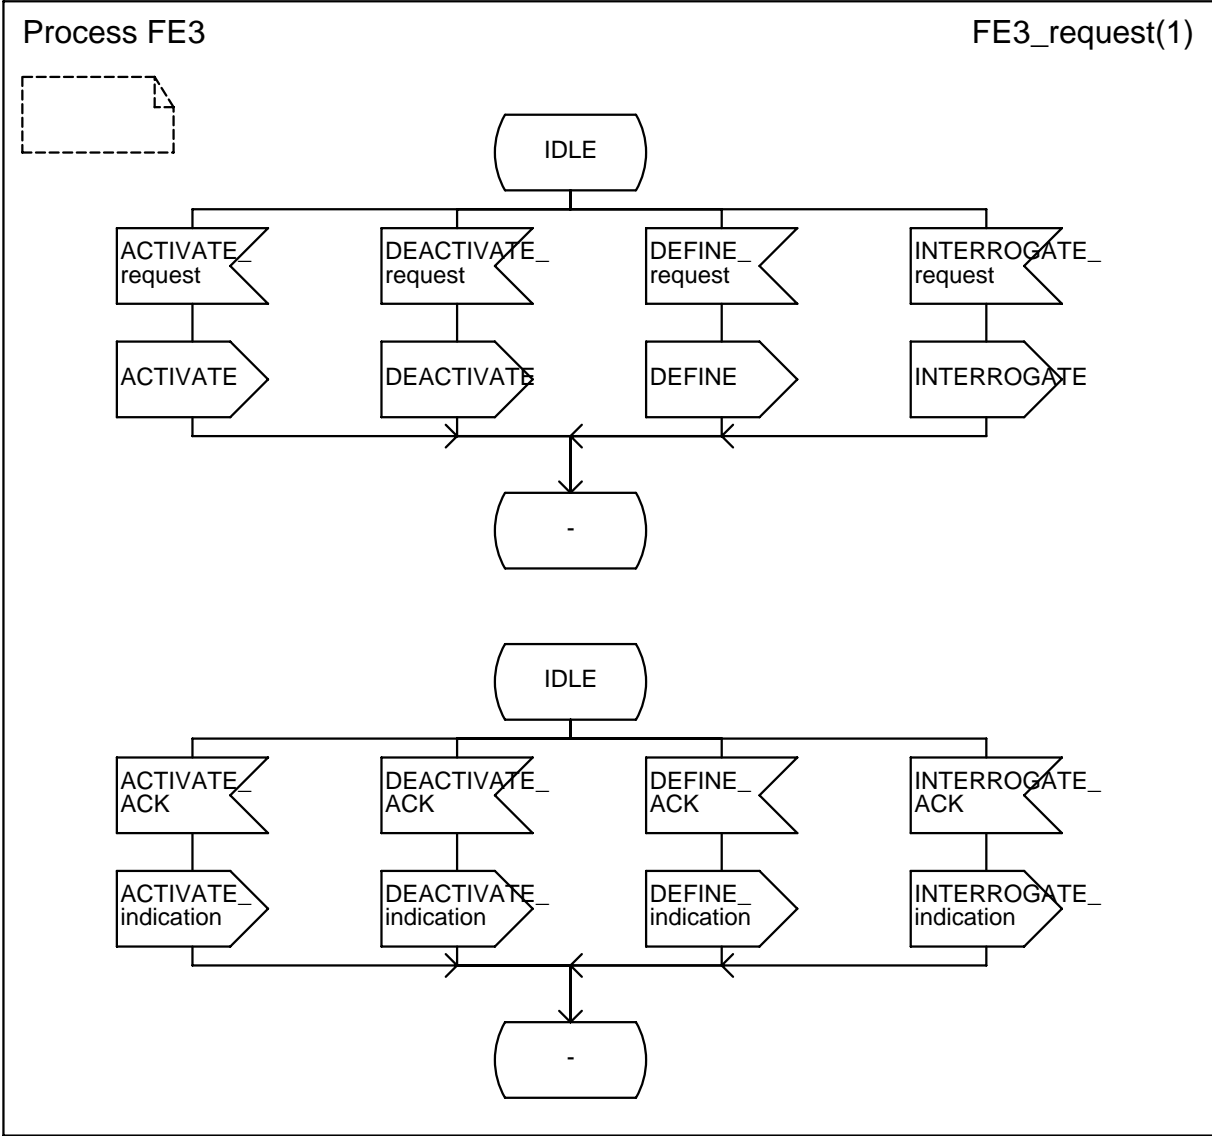 Process FE3
FE3_request(1)
IDLE
ACTIVATE_
request
DEACTIVATE_
request
DEFINE_
request
INTERROGATE_
request
ACTIVATE
DEACTIVATE
DEFINE
INTERROGATE
-
IDLE
ACTIVATE_
ACK
DEACTIVATE_
ACK
DEFINE_
ACK
INTERROGATE_
ACK
ACTIVATE_
indication
DEACTIVATE_
indication
DEFINE_
indication
INTERROGATE_
indication
-